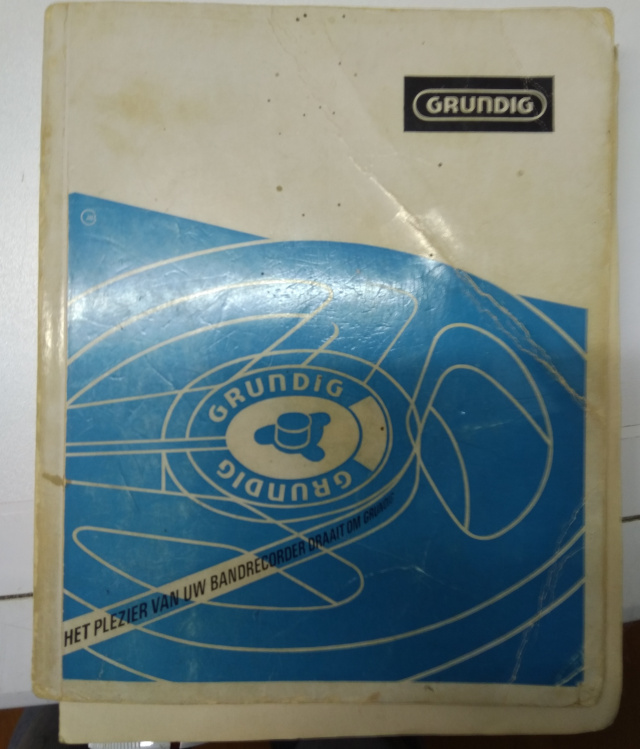 GRUNDIG
GRUNDIG
GRUNDIG
HET PLEZIER VAN UW BANDRECORDER DRAAIT OM GRUNDIG